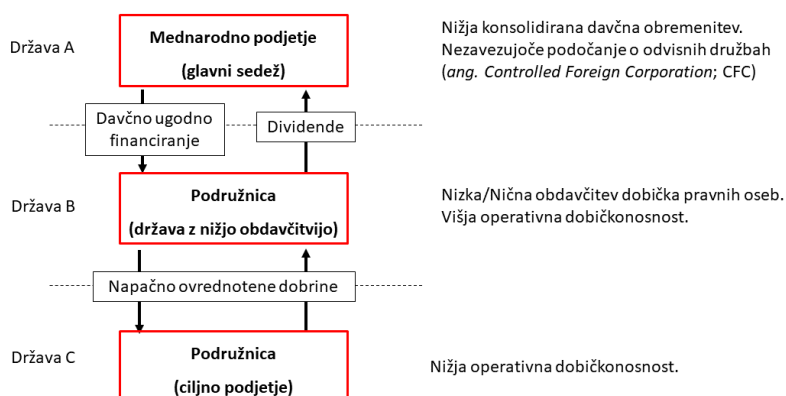 Država A
Mednarodno podjetje
(glavni sedež)
Nižja konsolidirana davčna obremenitev.
Nezavezujoče podočanje o odvisnih družbah
(ang. Controlled Foreign Corporation; CFC)
Davčno ugodno
financiranje
Dividende
Država B
Podružnica
(država z nižjo obdavčitvijo)
Nizka/Nična obdavčitev dobička pravnih oseb.
Višja operativna dobičkonosnost.
Napačno ovrednotene dobrine
Država C
Podružnica
(ciljno podjetje)
Nižja operativna dobičkonosnost.